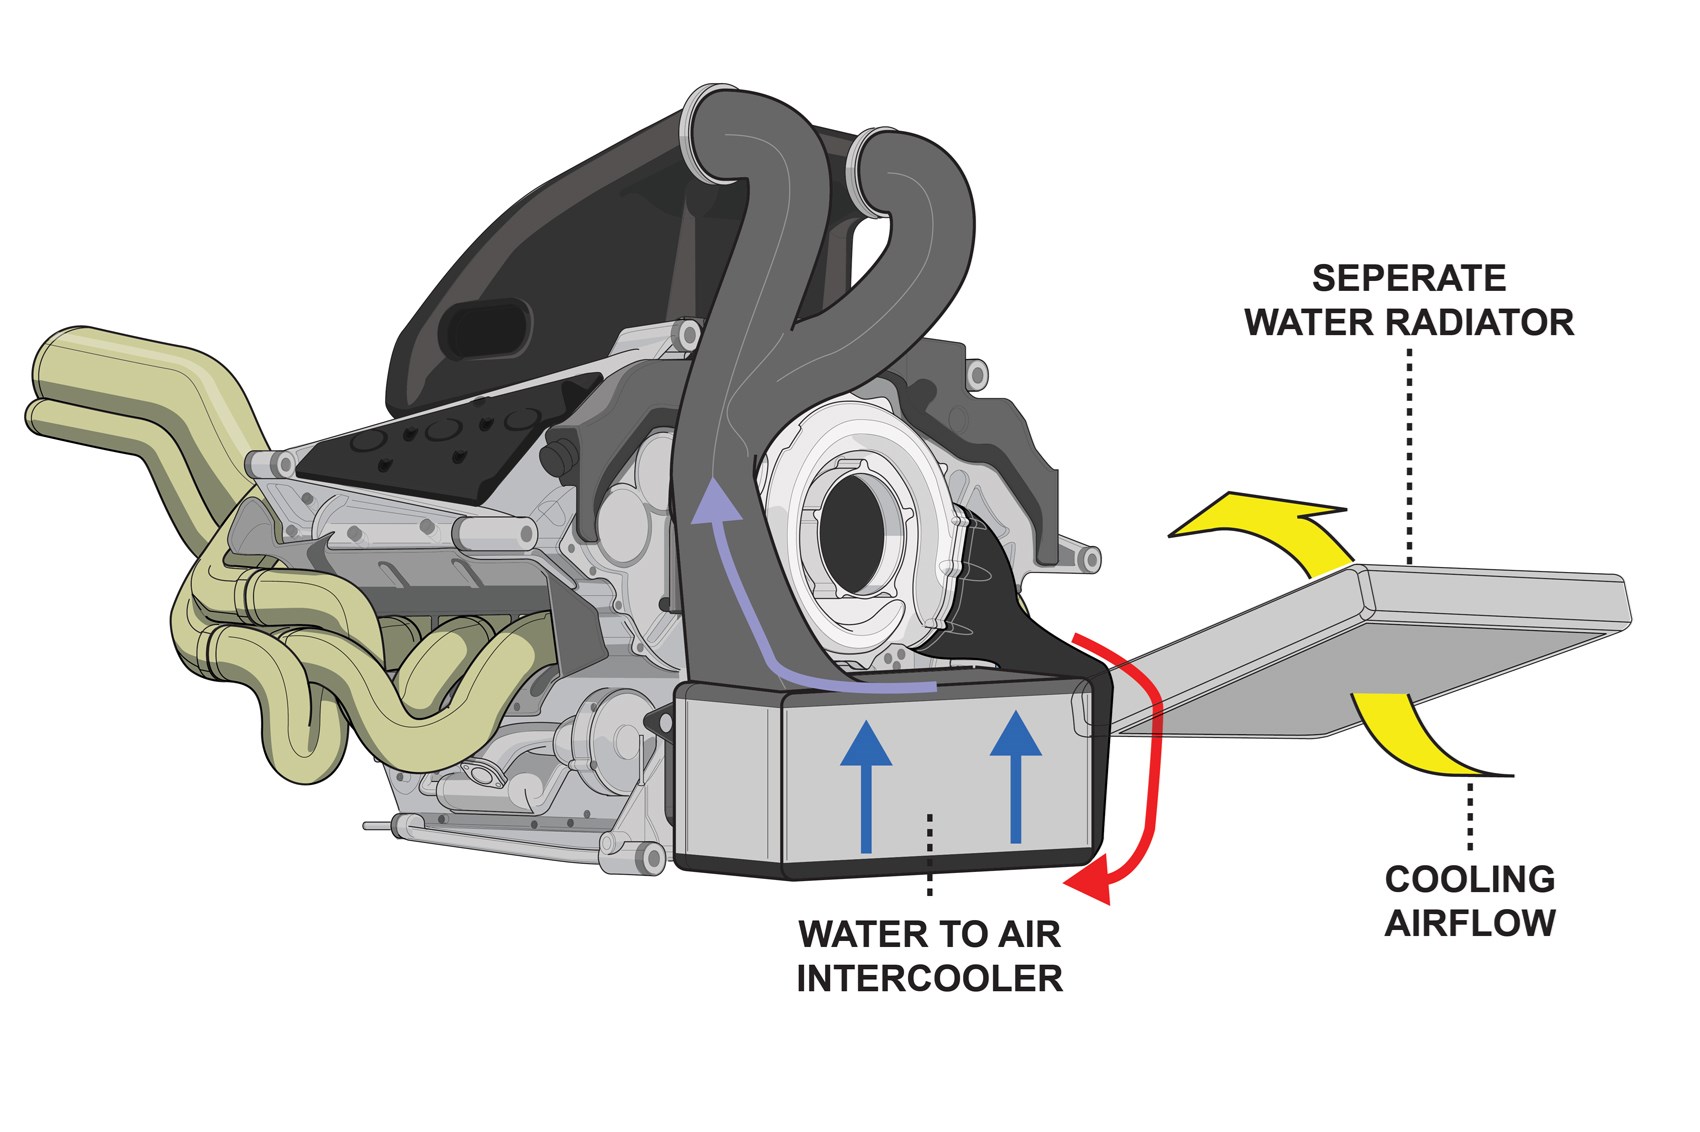 SEPERATE
WATER RADIATOR
COOLING
AIRFLOW
WATER TO AIR
INTERCOOLER